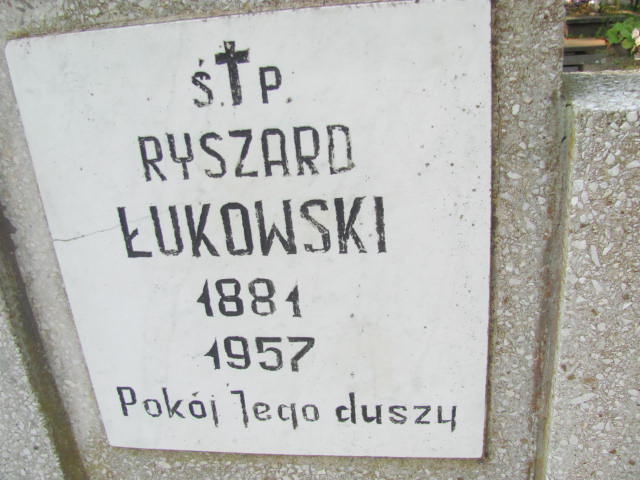 Ś.✝P.
RYSZARD
ŁUKOWSKI
1881
1957
Pokój Jego duszy